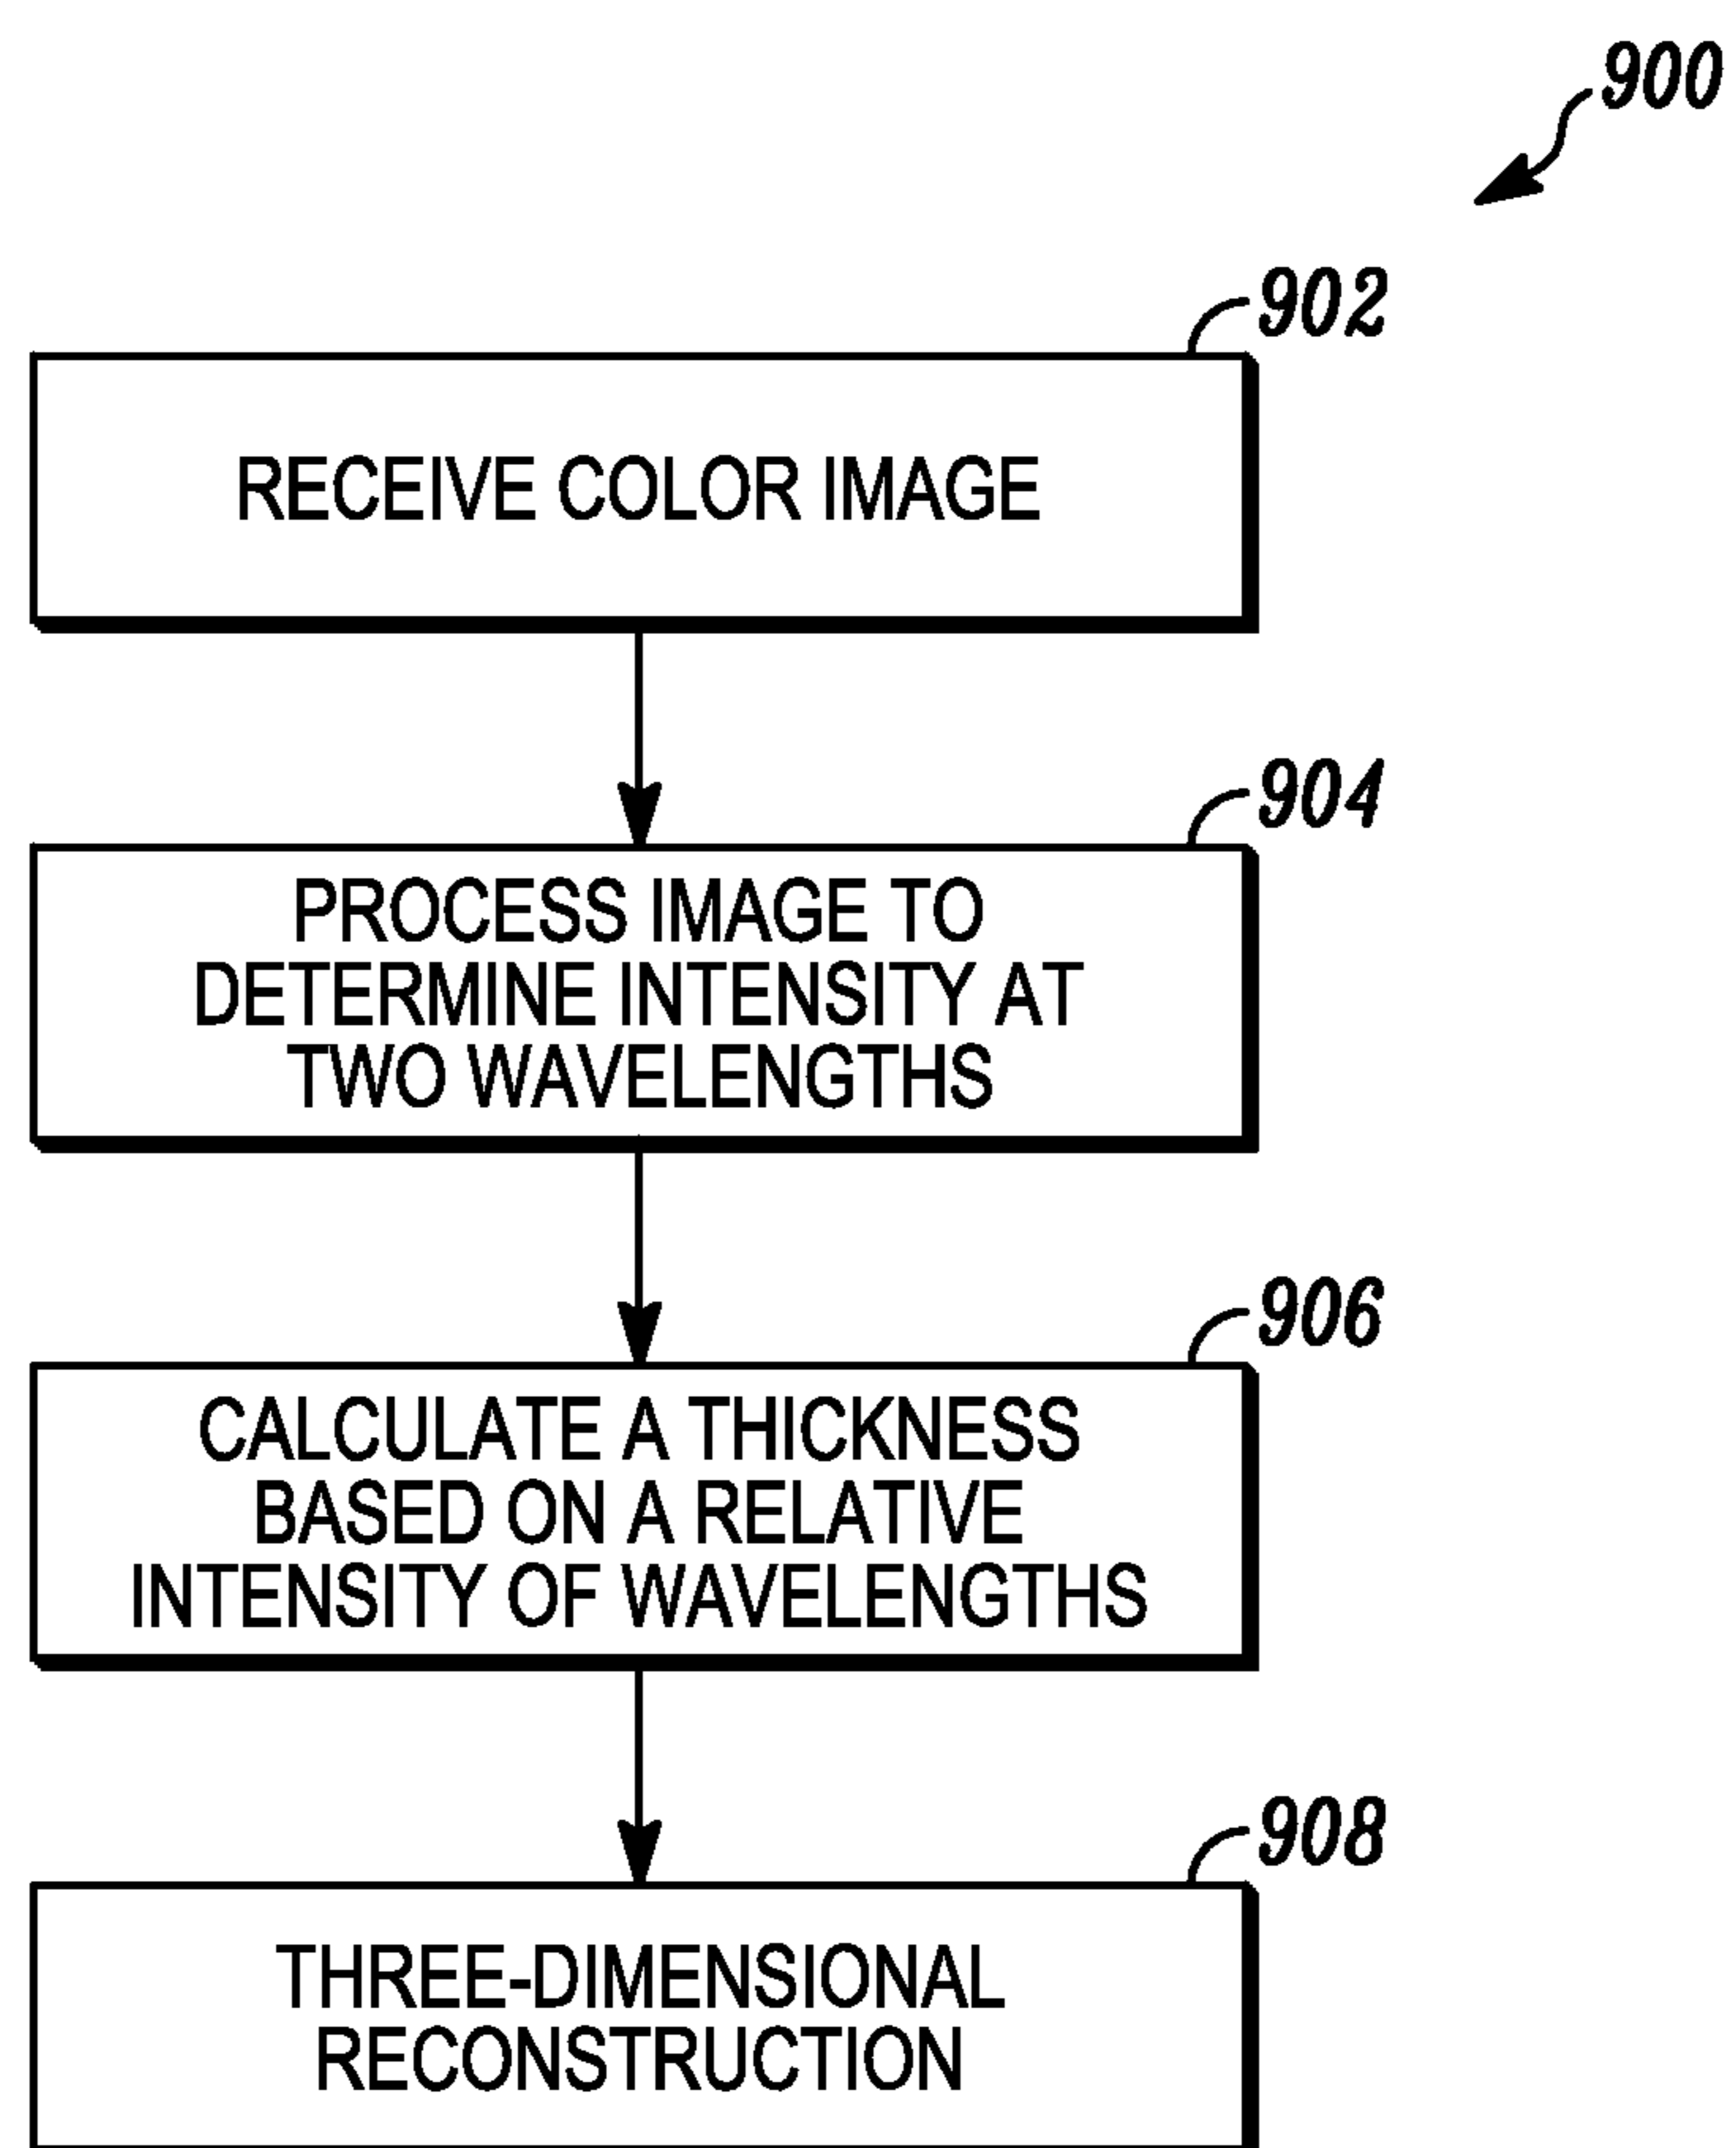 900
902
RECEIVE COLOR IMAGE
904
PROCESS IMAGE TO
DETERMINE INTENSITY AT
TWO WAVELENGTHS
906
CALCULATE A THICKNESS
BASED ON A RELATIVE
INTENSITY OF WAVELENGTHS
908
THREE-DIMENSIONAL
RECONSTRUCTION